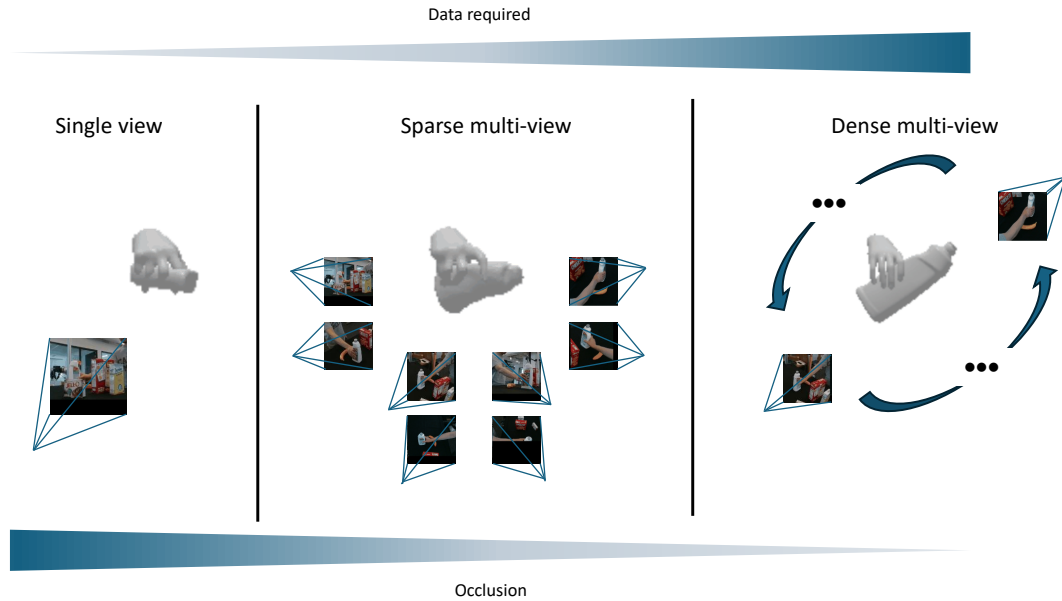 Data required
Single view
Sparse multi-view
Dense multi-view
Occlusion